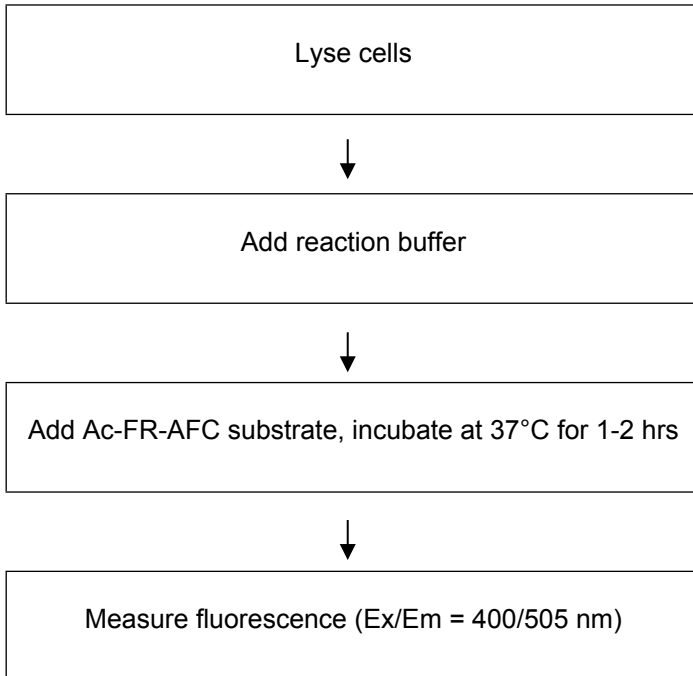 Lyse cells
Add reaction buffer
Add Ac-FR-AFC substrate, incubate at 37°C for 1-2 hrs
Measure fluorescence (Ex/Em = 400/505 nm)